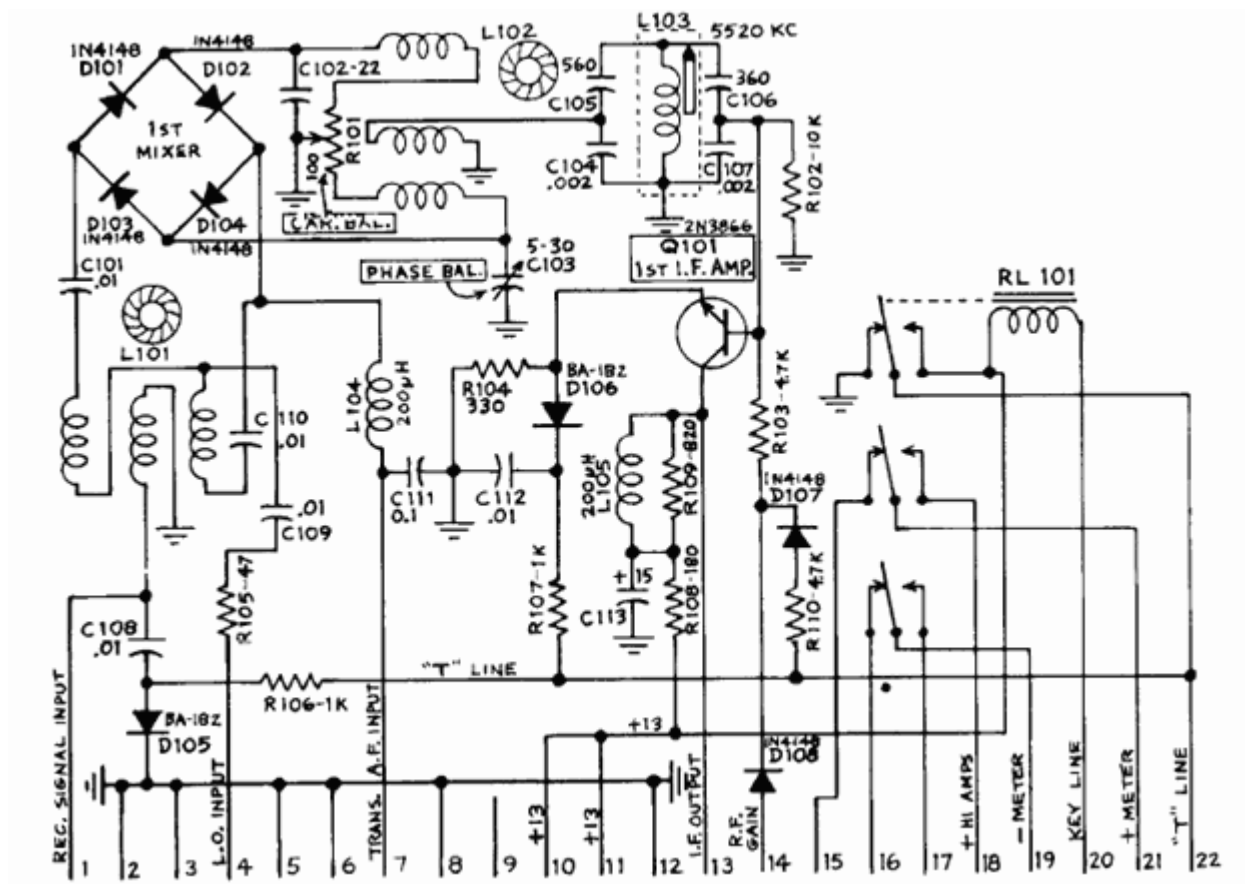 L103
5520 KC
1N4148
D101
1N4148
D102
C102-22
L102
560
C105
360
C106
1ST
MIXER
R101
100
C104
.002
C107
.002
R102-10K
D103
1N4148
D104
1N4148
CAR. BAL.
2N3866
Q101
1ST I.F. AMP.
C101
.01
PHASE BAL.
5-30
C103
RL 101
L101
R104
330
BA-182
D106
L104
200μH
C110
.01
R103-4.7K
R109-820
200μH
L105
1N4148
D107
C111
0.1
C112
.01
.01
C109
R105-47
R107-1K
+ 15
C113
R108-180
R110-4.7K
C108
.01
"T" LINE
R106-1K
BA-182
D105
+13
1N4148
D108
REC. SIGNAL INPUT
L.O. INPUT
TRANS. A.F. INPUT
+13
+13
I.F. OUTPUT
R.F. GAIN
+HI AMPS
-METER
KEY LINE
+METER
"T" LINE
1 2 3 4 5 6 7 8 9 10 11 12 13 14 15 16 17 18 19 20 21 22